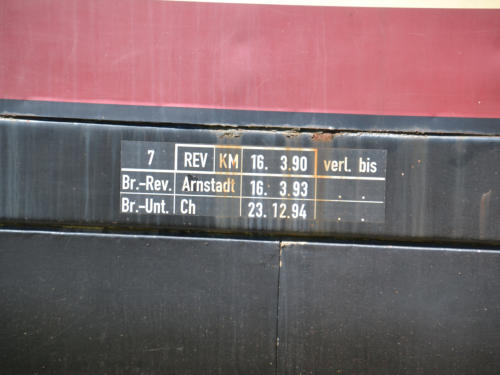 7 REV KM 16. 3.90 verl. bis
Br.-Rev. Arnstadt 16. 3.93 . .
Br.-Unt. Ch 23.12.94 . .